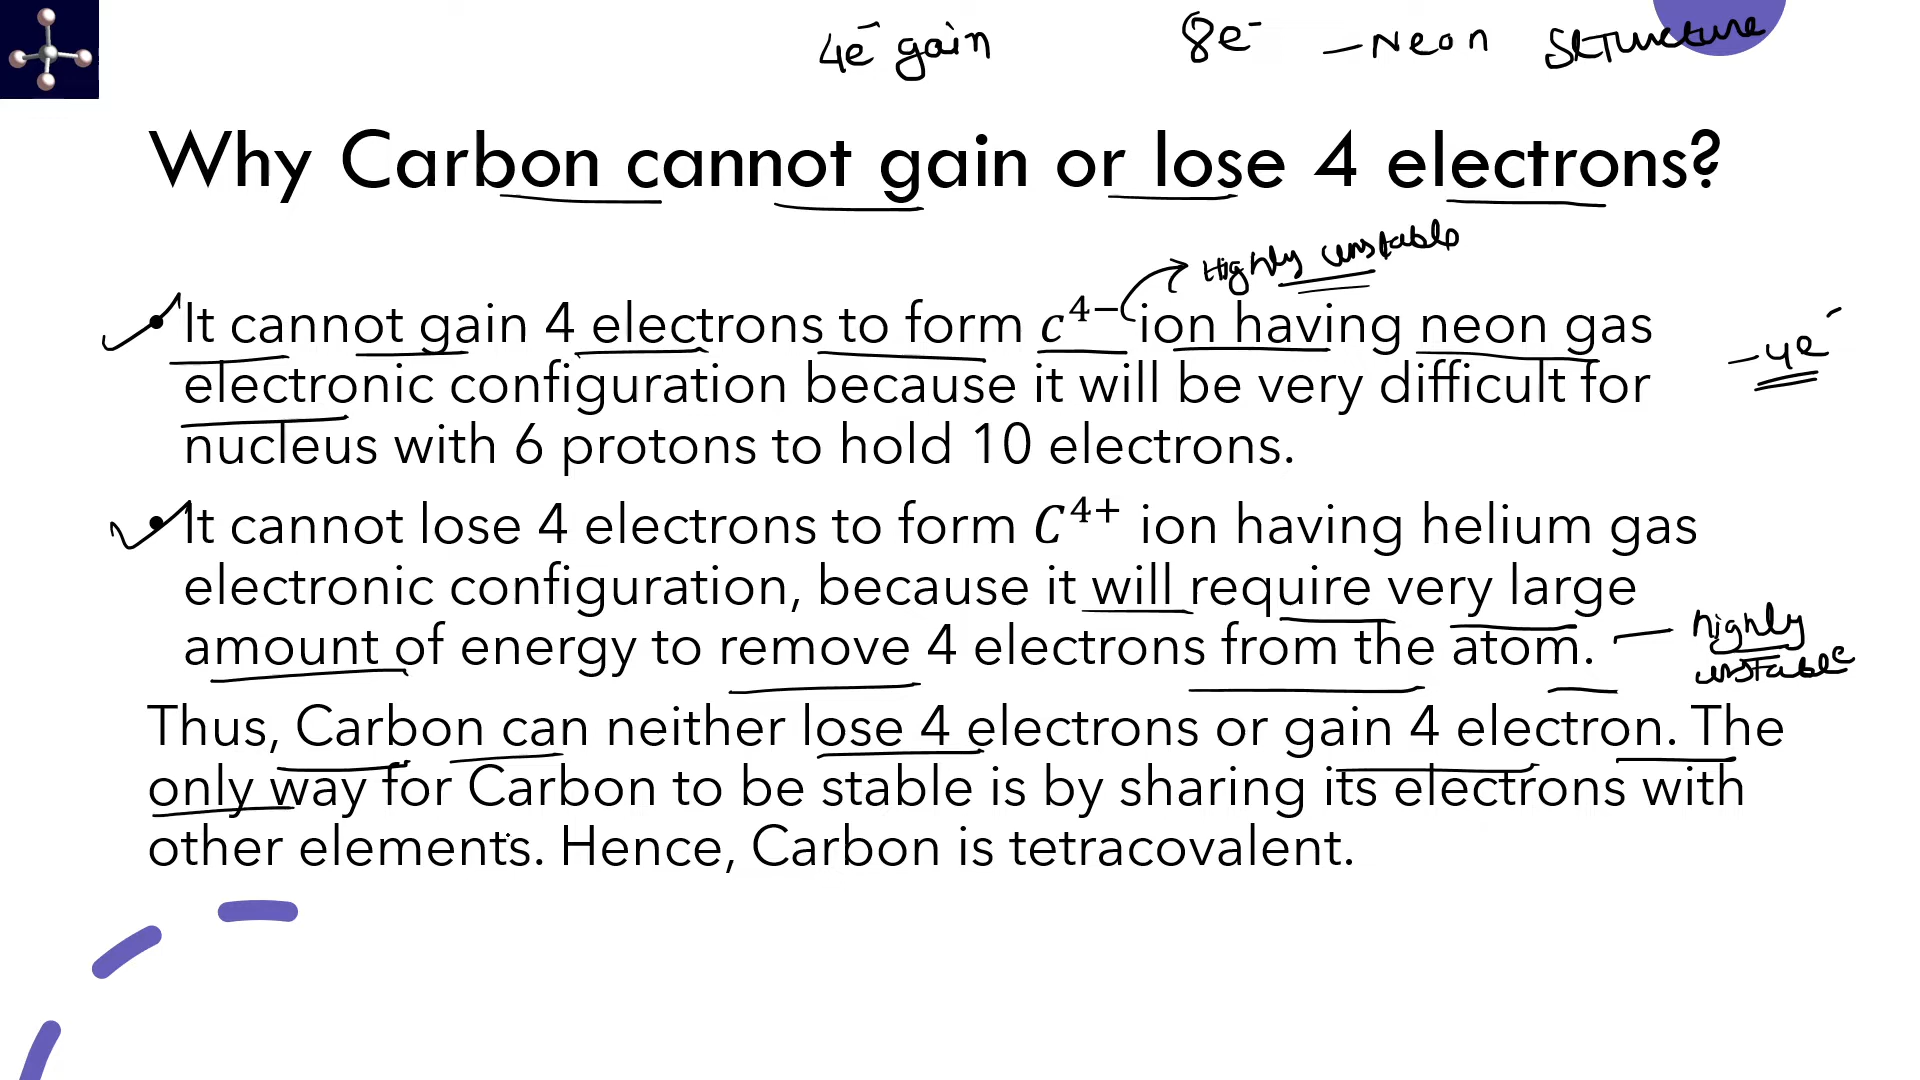 4e⁻ gain 8e⁻ – Neon Structure
Why Carbon cannot gain or lose 4 electrons?
Highly unstable
• It cannot gain 4 electrons to form c⁴⁻ ion having neon gas
electronic configuration because it will be very difficult for
– 4e⁻
nucleus with 6 protons to hold 10 electrons.
• It cannot lose 4 electrons to form C⁴⁺ ion having helium gas
electronic configuration, because it will require very large
amount of energy to remove 4 electrons from the atom. – highly
unstable
Thus, Carbon can neither lose 4 electrons or gain 4 electron. The
only way for Carbon to be stable is by sharing its electrons with
other elements. Hence, Carbon is tetracovalent.